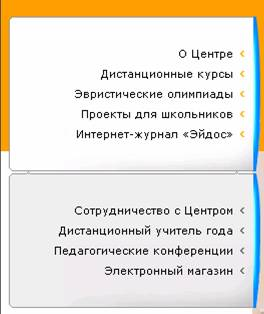 О Центре
Дистанционные курсы
Эвристические олимпиады
Проекты для школьников
Интернет-журнал «Эйдос»
Сотрудничество с Центром
Дистанционный учитель года
Педагогические конференции
Электронный магазин